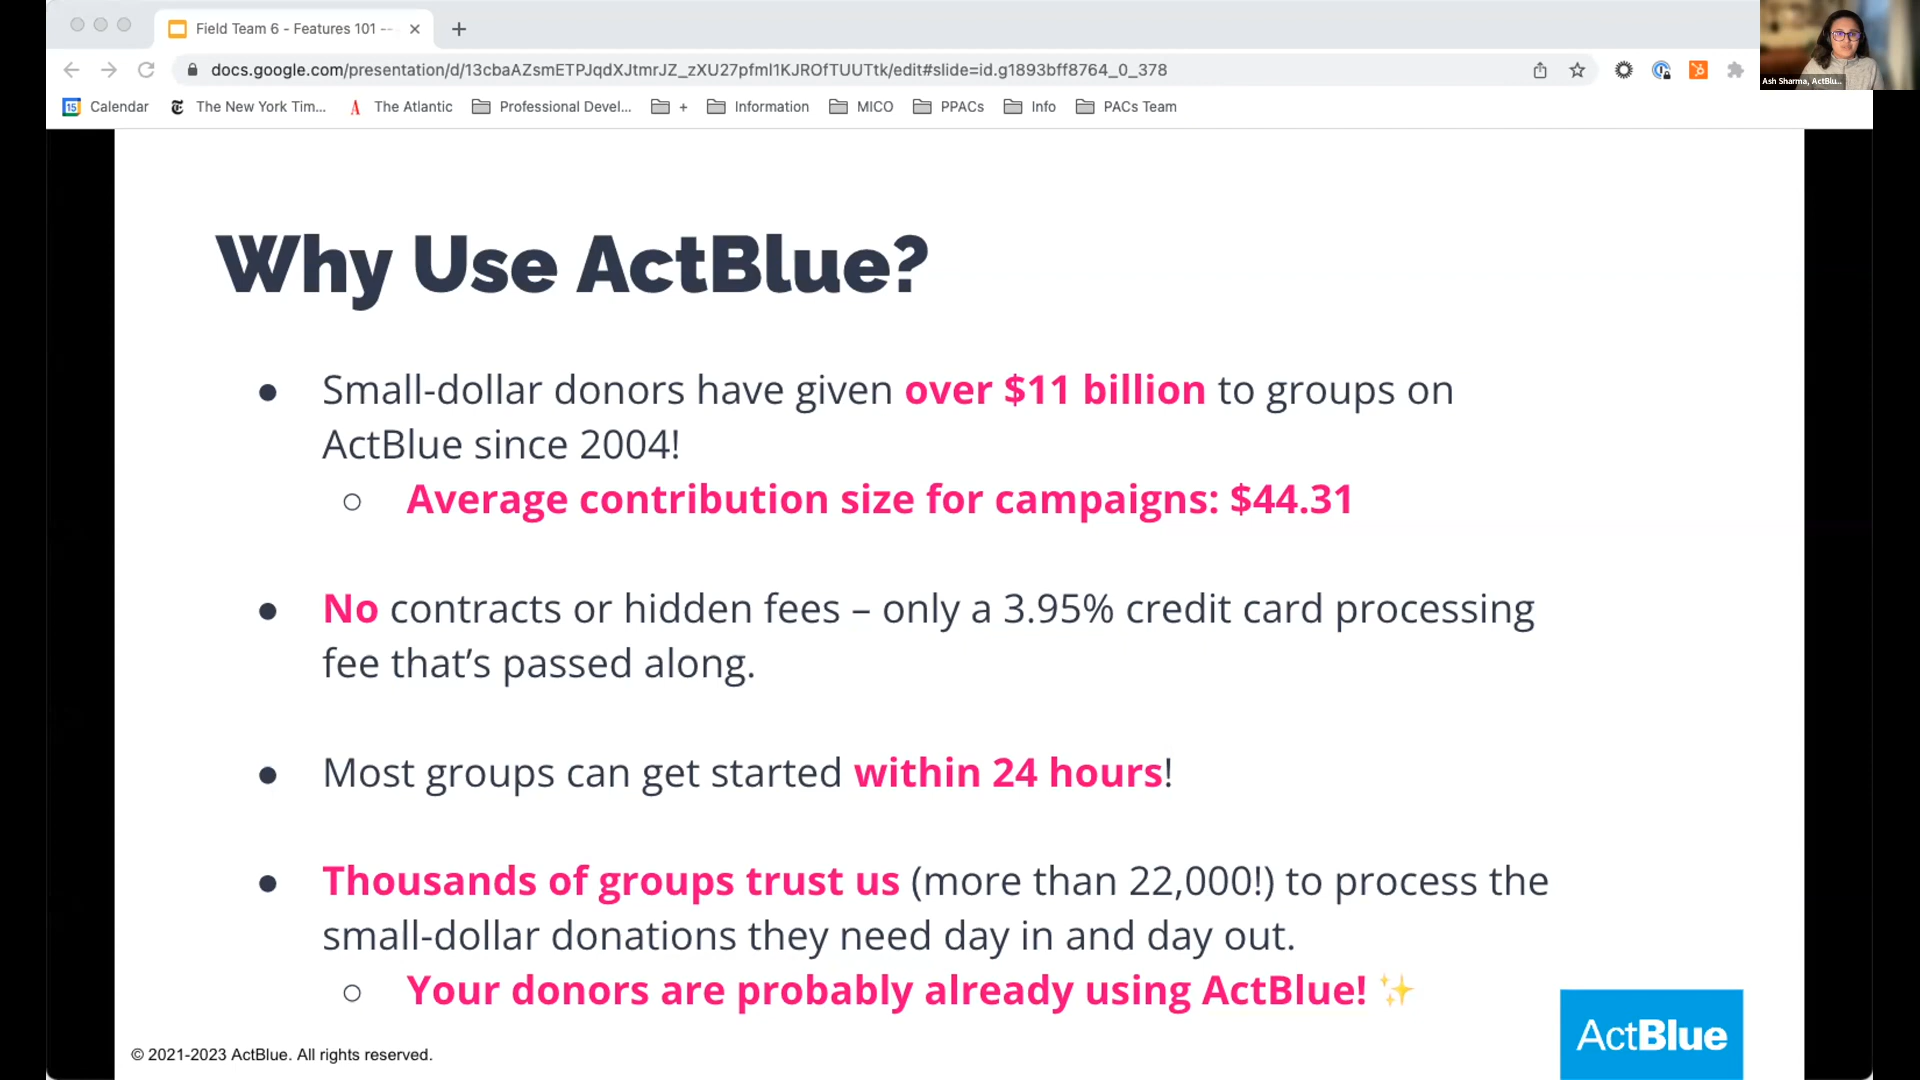 Field Team 6 - Features 101 --
docs.google.com/presentation/d/13cbaAZsmETPJqdXJtmrJZ_zXU27pfml1KJROfTUUTtk/edit#slide=id.g1893bff8764_0_378
Ash Sharma, ActBlu...
15 Calendar The New York Tim... The Atlantic Professional Devel... + Information MICO PPACs Info PACs Team
Why Use ActBlue?
● Small-dollar donors have given over $11 billion to groups on
ActBlue since 2004!
○ Average contribution size for campaigns: $44.31
● No contracts or hidden fees – only a 3.95% credit card processing
fee that’s passed along.
● Most groups can get started within 24 hours!
● Thousands of groups trust us (more than 22,000!) to process the
small-dollar donations they need day in and day out.
○ Your donors are probably already using ActBlue! ✨
ActBlue
© 2021-2023 ActBlue. All rights reserved.